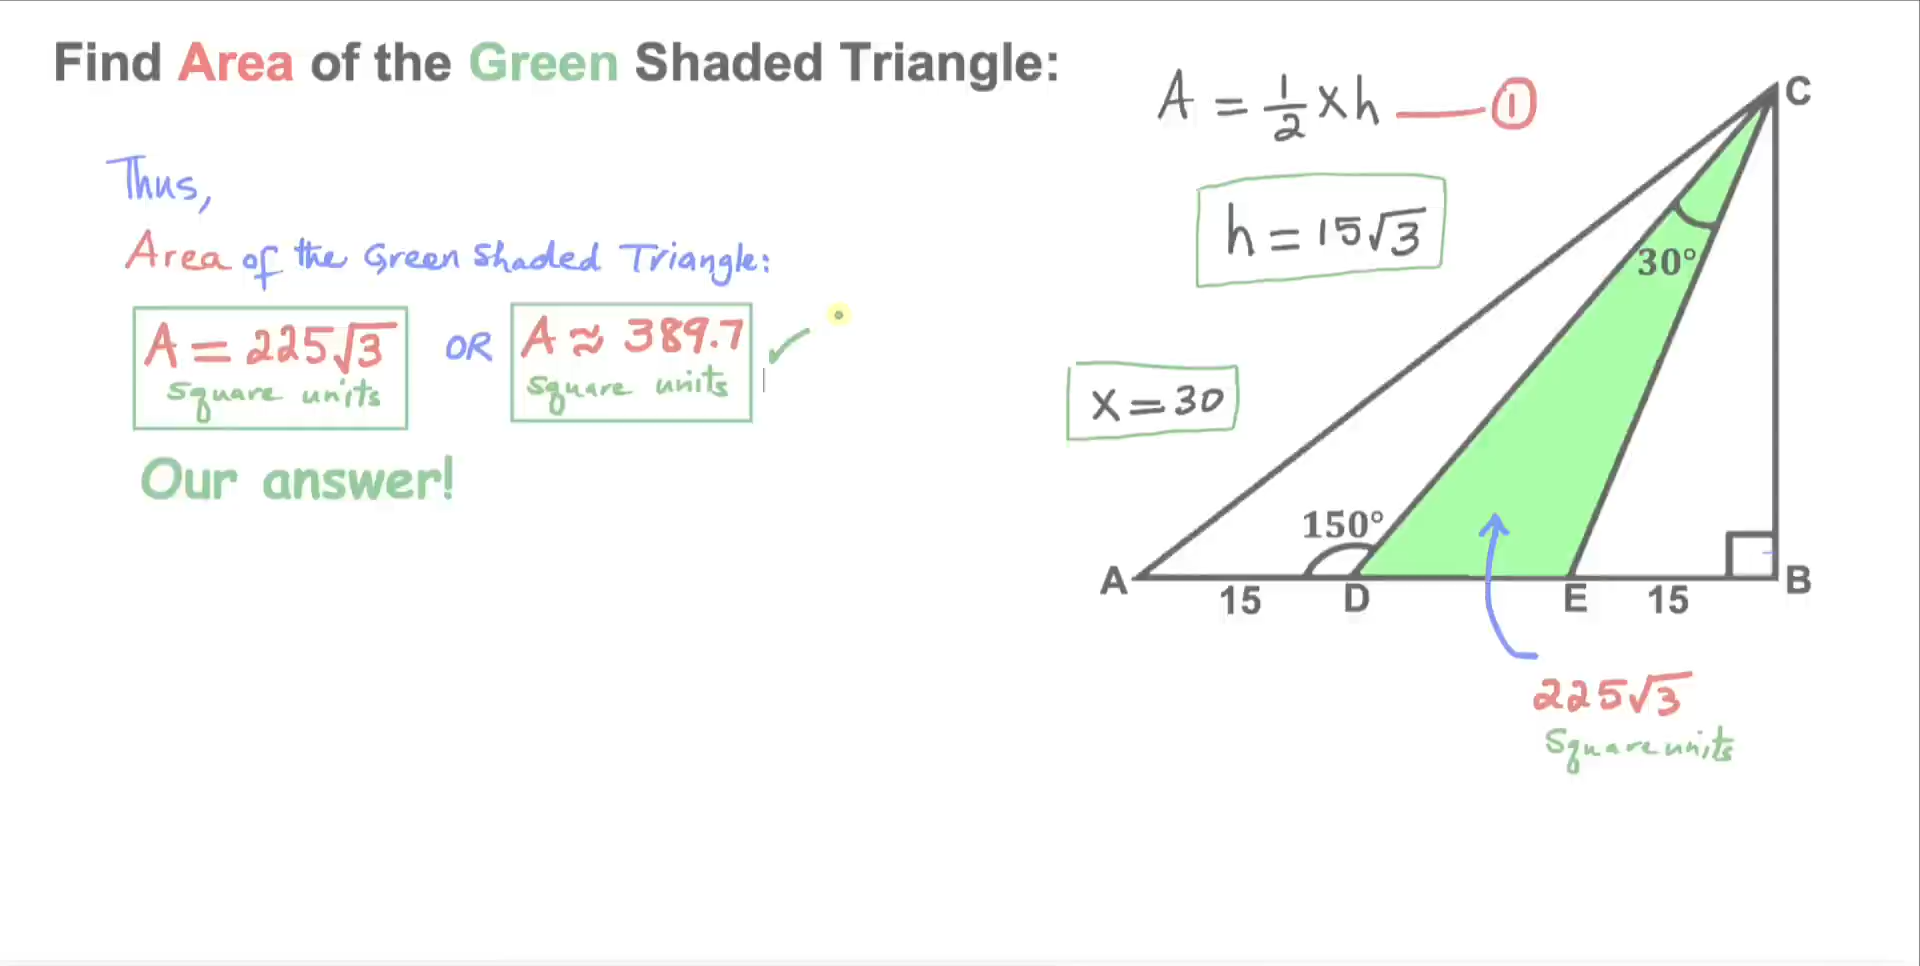 Find Area of the Green Shaded Triangle:
A = 1/2 x h —— ①
C
Thus,
h = 15√3
Area of the Green Shaded Triangle:
30°
A = 225√3
square units
OR
A ≈ 389.7
square units
x = 30
Our answer!
150°
A
15
D
E
15
B
225√3
Square units